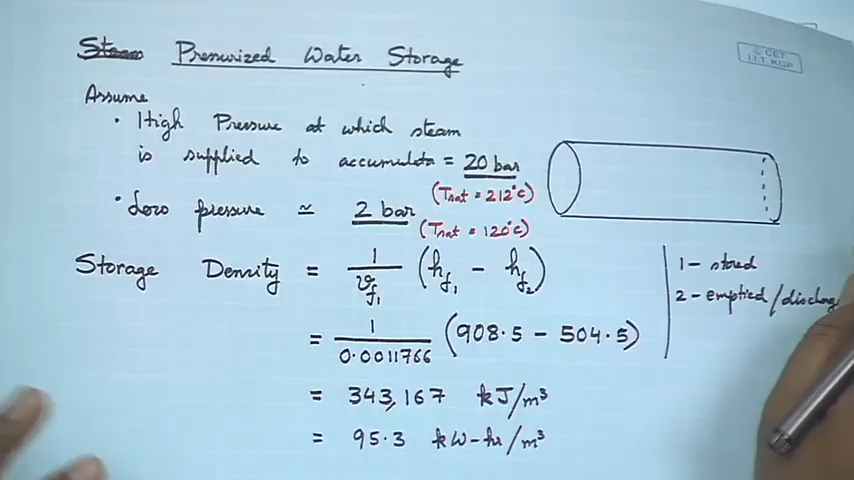 Steam Pressurized Water Storage
© CET
I.I.T. KGP
Assume
• High Pressure at which steam
is supplied to accumulator = 20 bar
(Tsat = 212°C)
• Low pressure ≃ 2 bar
(Tsat = 120°C)
Storage Density = 1/vf1 (hf1 - hf2)
1 - stored
2 - emptied/discharg
= 1/0.0011766 (908.5 - 504.5)
= 343,167 kJ/m³
= 95.3 kW-hr/m³